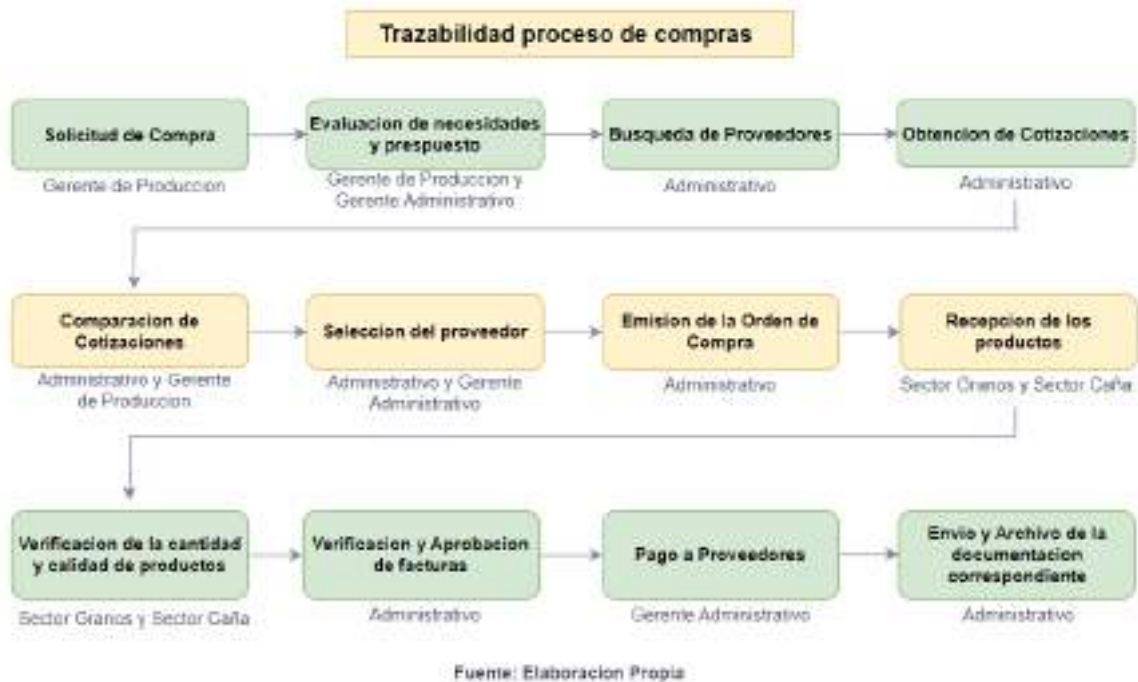 Trazabilidad proceso de compras
Solicitud de Compra
Gerente de Produccion
Evaluacion de necesidades
y prespuesto
Gerente de Produccion y
Gerente Administrativo
Busqueda de Proveedores
Administrativo
Obtencion de Cotizaciones
Administrativo
Comparacion de
Cotizaciones
Administrativo y Gerente
de Produccion
Seleccion del proveedor
Administrativo y Gerente
Administrativo
Emision de la Orden de
Compra
Administrativo
Recepcion de los
productos
Sector Granos y Sector Caña
Verificacion de la cantidad
y calidad de productos
Sector Granos y Sector Caña
Verificacion y Aprobacion
de facturas
Administrativo
Pago a Proveedores
Gerente Administrativo
Envio y Archivo de la
documentacion
correspondiente
Administrativo
Fuente: Elaboracion Propia